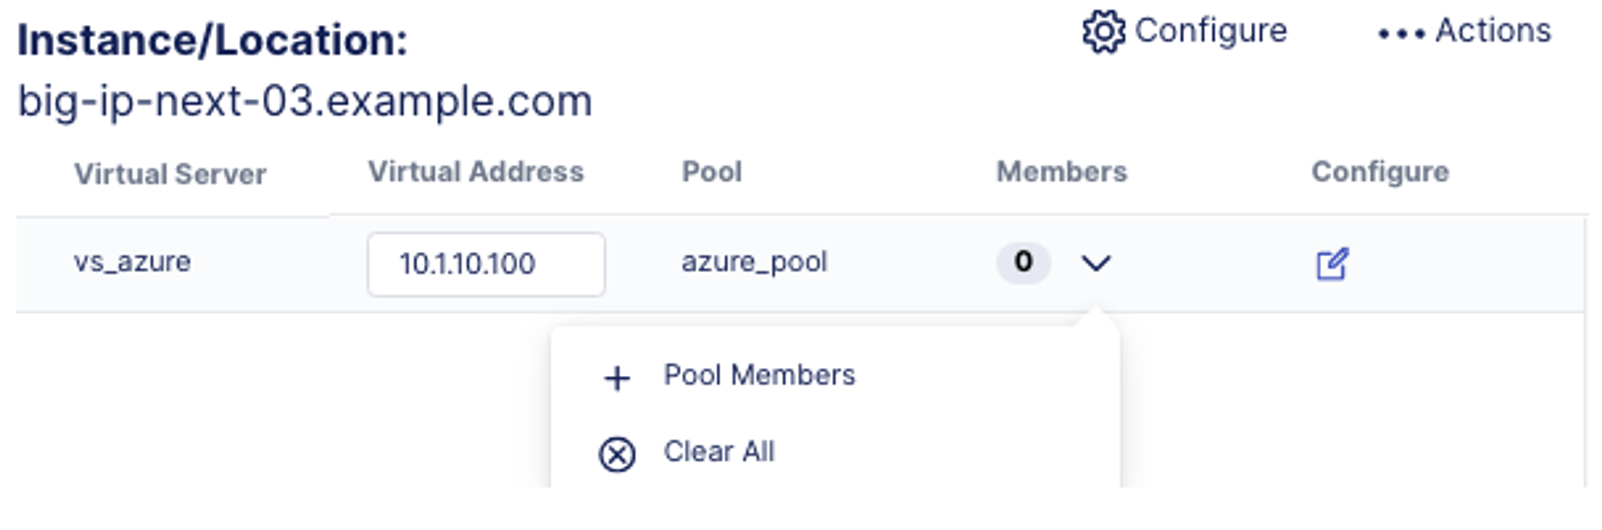 Instance/Location:
Configure
Actions
big-ip-next-03.example.com
Virtual Server Virtual Address Pool Members Configure
vs_azure 10.1.10.100 azure_pool 0
Pool Members
Clear All